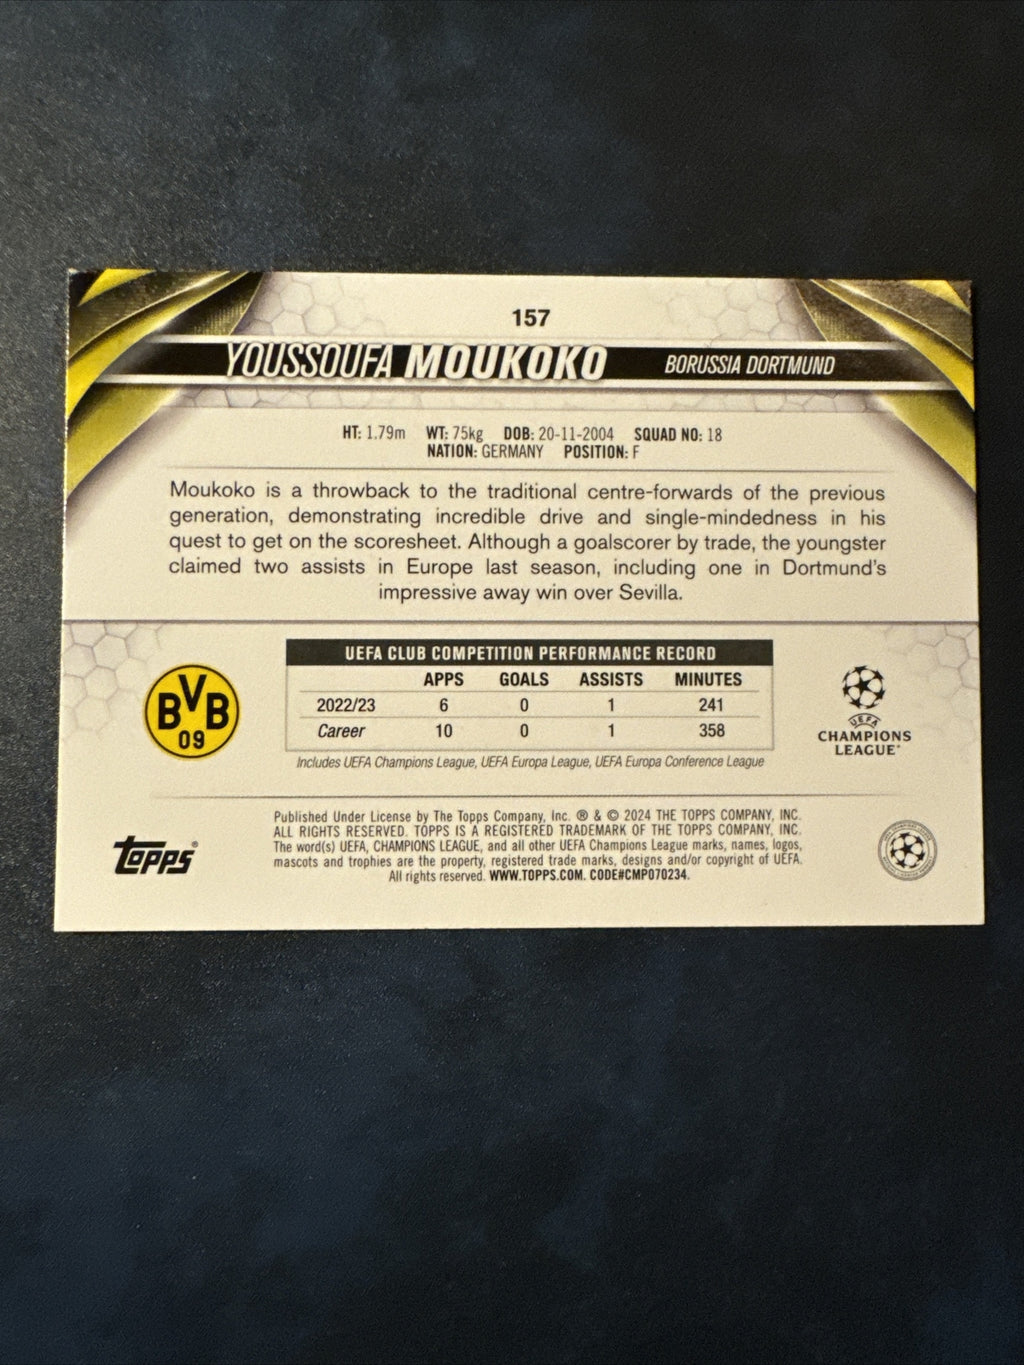 157
YOUSSOUFA MOUKOKO BORUSSIA DORTMUND
HT: 1.79m WT: 75kg DOB: 20-11-2004 SQUAD NO: 18
NATION: GERMANY POSITION: F
Moukoko is a throwback to the traditional centre-forwards of the previous
generation, demonstrating incredible drive and single-mindedness in his
quest to get on the scoresheet. Although a goalscorer by trade, the youngster
claimed two assists in Europe last season, including one in Dortmund's
impressive away win over Sevilla.
UEFA CLUB COMPETITION PERFORMANCE RECORD
APPS GOALS ASSISTS MINUTES
2022/23 6 0 1 241
Career 10 0 1 358
Includes UEFA Champions League, UEFA Europa League, UEFA Europa Conference League
BVB
09
UEFA
CHAMPIONS
LEAGUE
Published Under License by The Topps Company, Inc. ® & © 2024 THE TOPPS COMPANY, INC.
ALL RIGHTS RESERVED. TOPPS IS A REGISTERED TRADEMARK OF THE TOPPS COMPANY, INC.
The word(s) UEFA, CHAMPIONS LEAGUE, and all other UEFA Champions League marks, names, logos,
mascots and trophies are the property, registered trade marks, designs and/or copyright of UEFA.
All rights reserved. WWW.TOPPS.COM. CODE#CMP070234.
Topps®